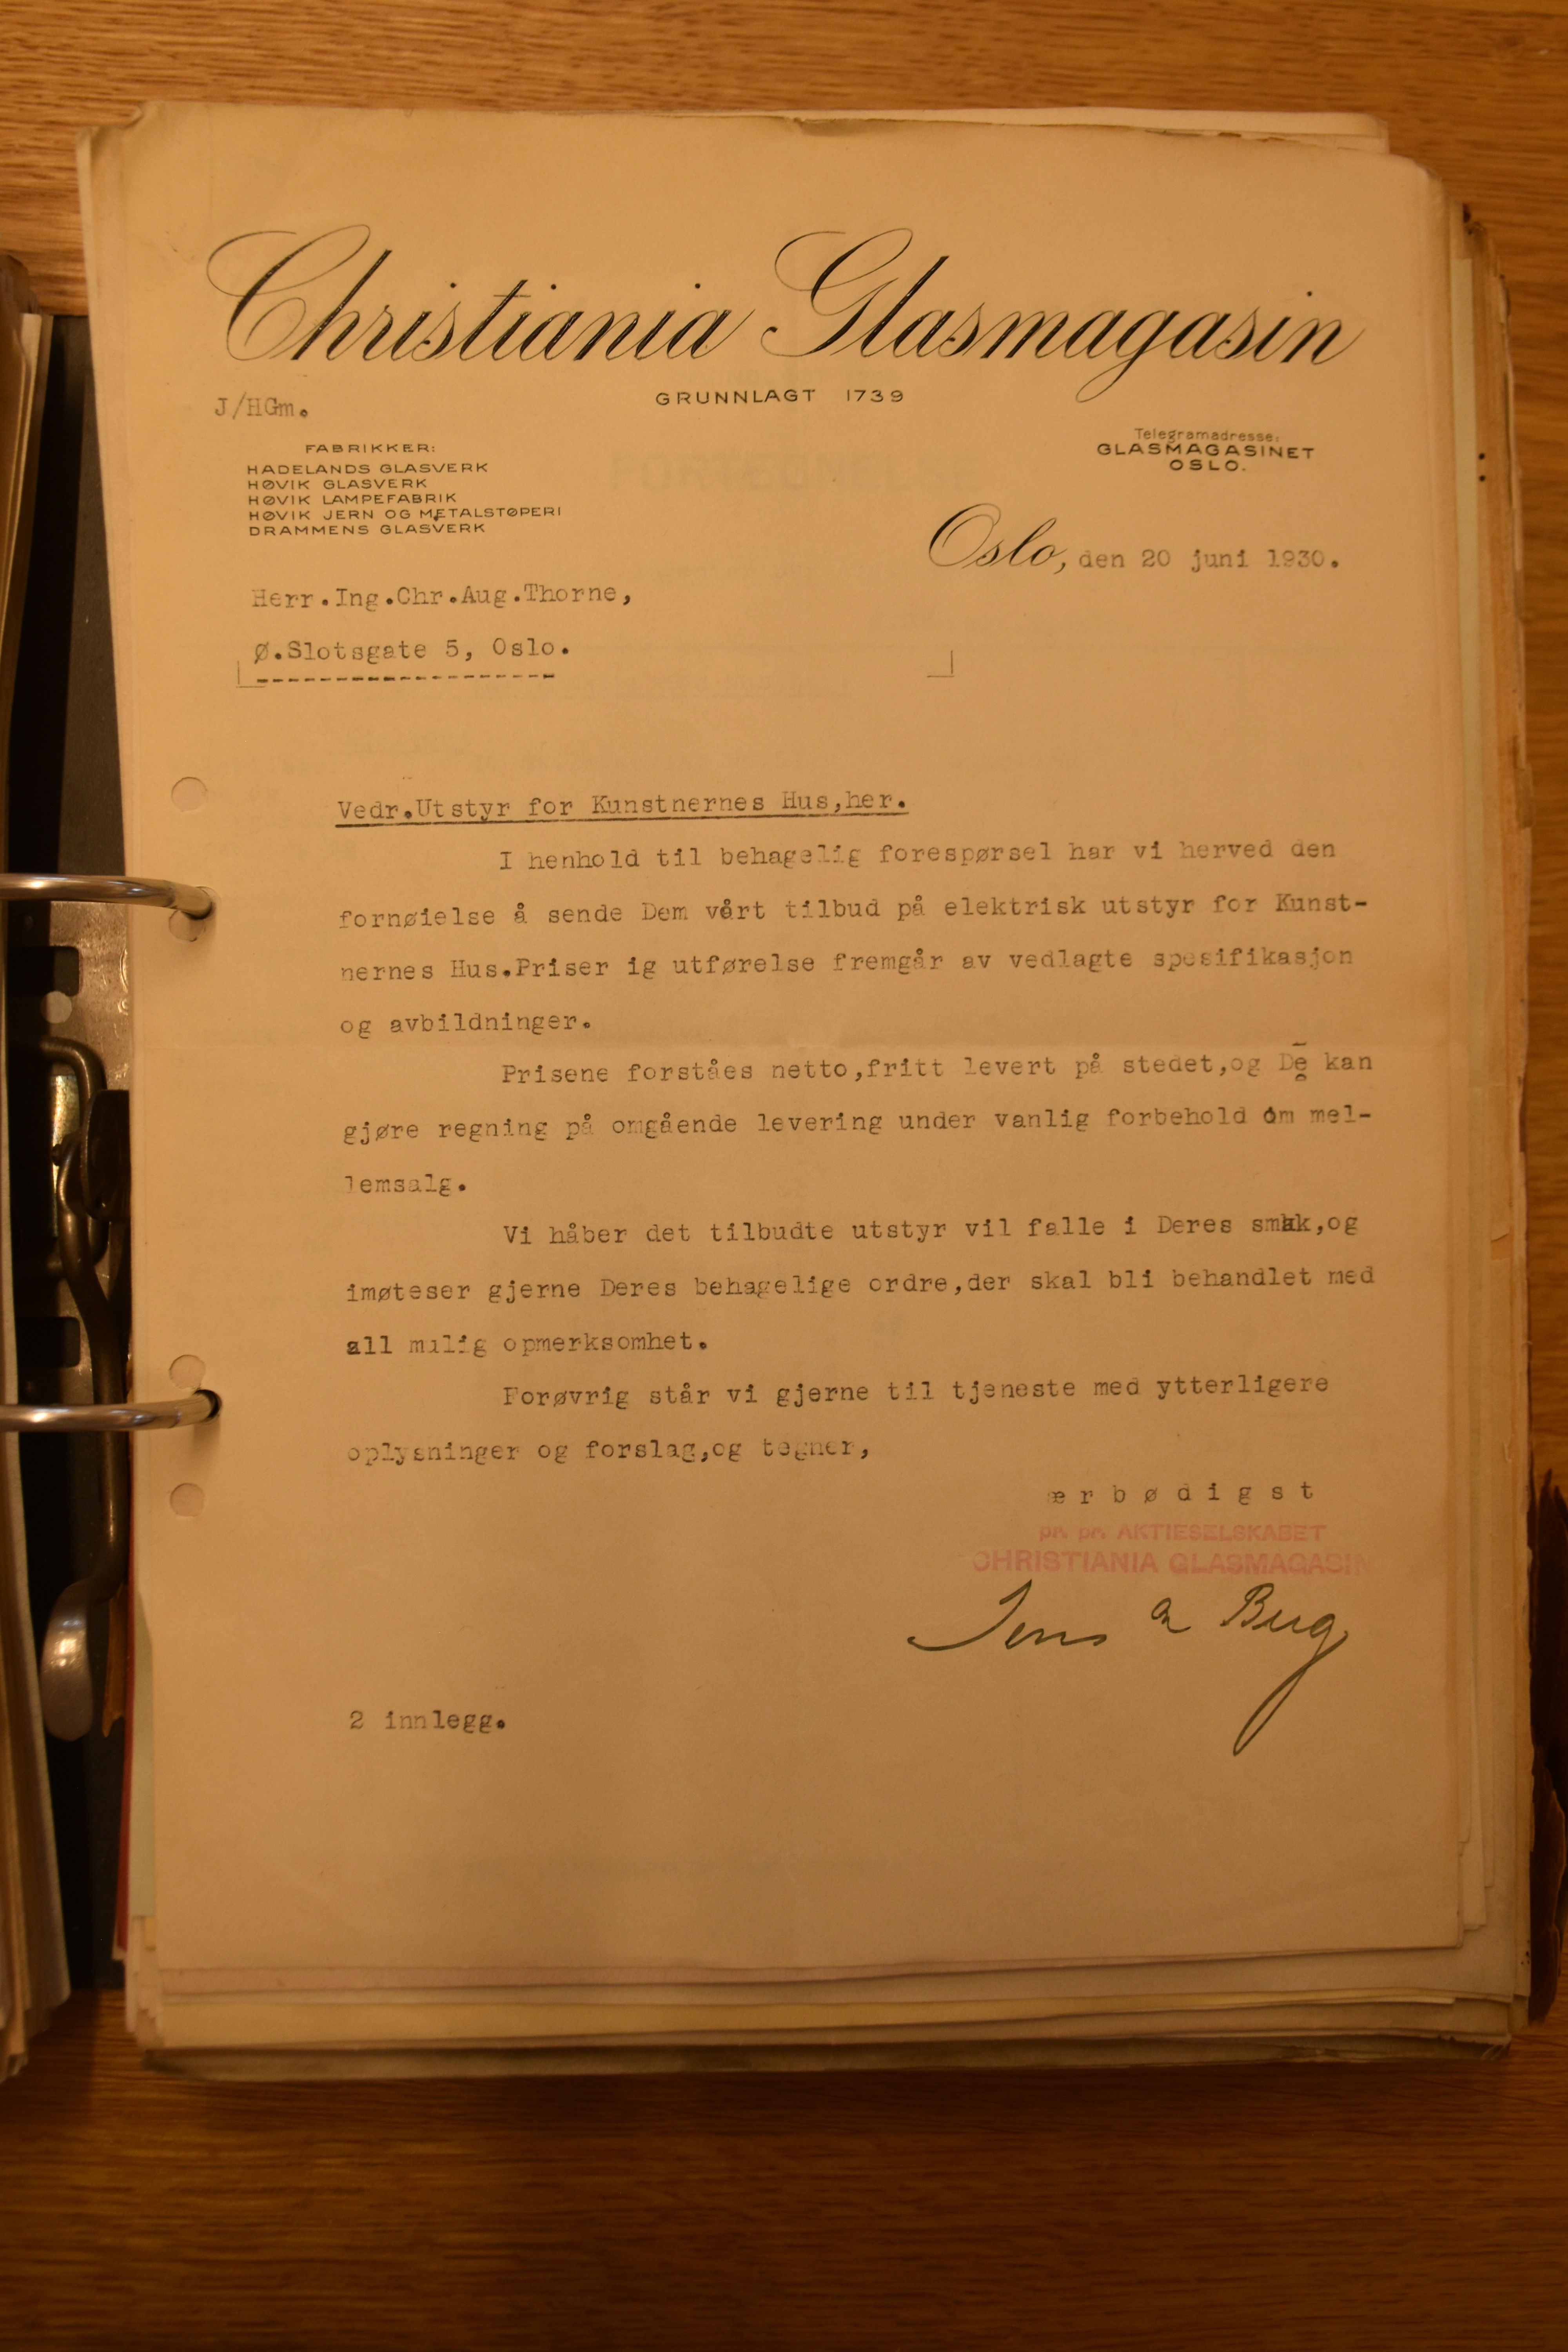 Christiania Glasmagasin
GRUNNLAGT 1739
J/HGm.
FABRIKKER:
HADELANDS GLASVERK
HØVIK GLASVERK
HØVIK LAMPEFABRIK
HØVIK JERN OG METALSTØPERI
DRAMMENS GLASVERK
Telegramadresse:
GLASMAGASINET
OSLO.
Oslo, den 20 juni 1930.
Herr.Ing.Chr.Aug.Thorne,
Ø.Slotsgate 5, Oslo.
Vedr.Utstyr for Kunstnernes Hus,her.
I henhold til behagelig forespørsel har vi herved den
fornøielse å sende Dem vårt tilbud på elektrisk utstyr for Kunst-
nernes Hus.Priser ig utførelse fremgår av vedlagte spesifikasjon
og avbildninger.
Prisene forståes netto,fritt levert på stedet,og De kan
gjøre regning på omgående levering under vanlig forbehold om mel-
lemsalg.
Vi håber det tilbudte utstyr vil falle i Deres smak,og
imøteser gjerne Deres behagelige ordre,der skal bli behandlet med
all mulig opmerksomhet.
Forøvrig står vi gjerne til tjeneste med ytterligere
oplysninger og forslag,og tegner,
ærbødigst
pr. pr. AKTIESELSKABET
CHRISTIANIA GLASMAGASIN
Jens
2 innlegg.